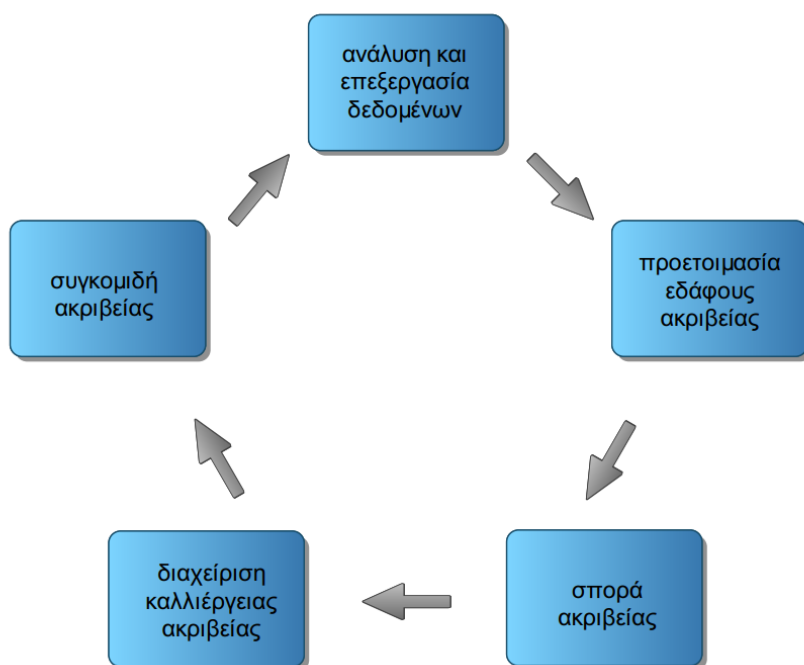 ανάλυση και
επεξεργασία
δεδομένων
προετοιμασία
εδάφους
ακριβείας
σπορά
ακριβείας
διαχείριση
καλλιέργειας
ακριβείας
συγκομιδή
ακριβείας